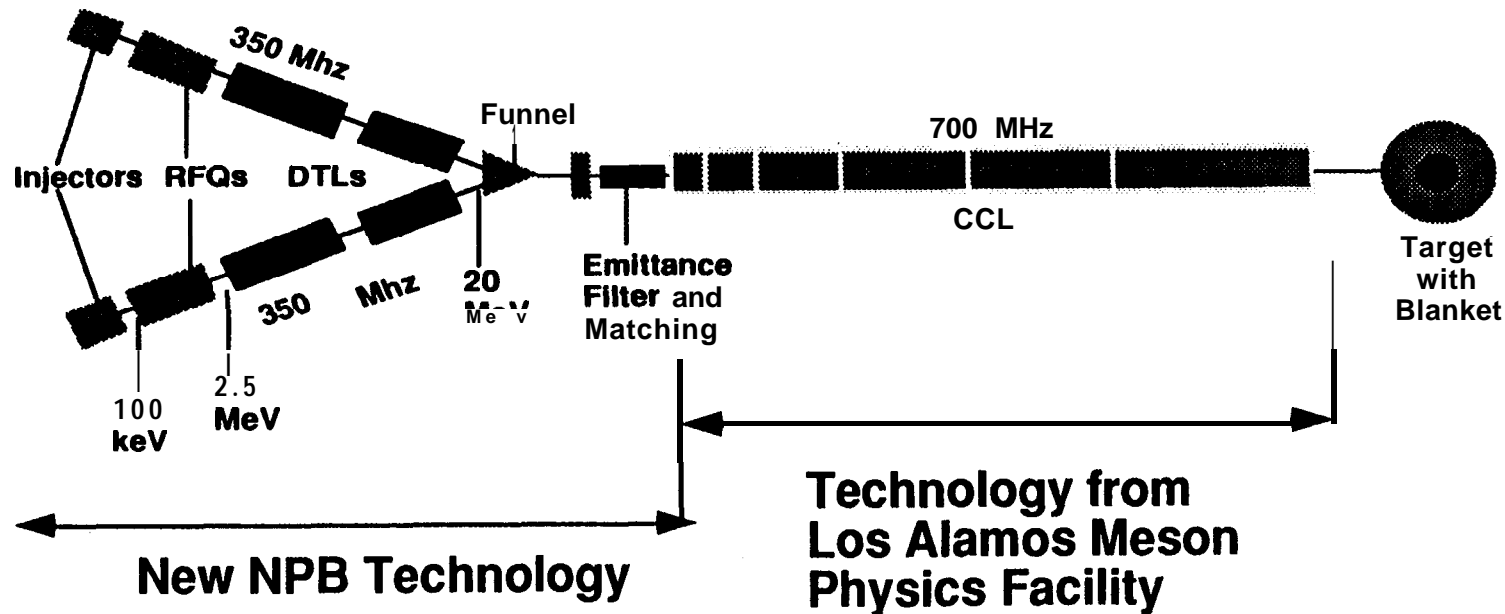 350 Mhz
Funnel
700 MHz
Injectors RFQs DTLs
CCL
Target
with
Blanket
350 Mhz
20
MeV
Emittance
Filter and
Matching
100
keV
2.5
MeV
New NPB Technology
Technology from
Los Alamos Meson
Physics Facility